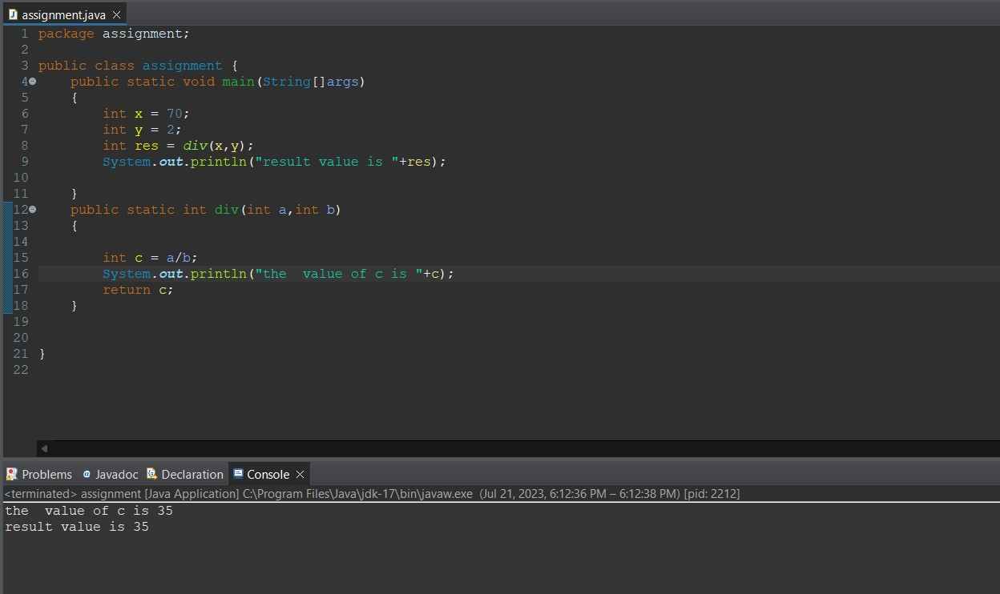 assignment.java
1 package assignment;
2
3 public class assignment {
4 public static void main(String[]args)
5 {
6 int x = 70;
7 int y = 2;
8 int res = div(x,y);
9 System.out.println("result value is "+res);
10
11 }
12 public static int div(int a,int b)
13 {
14
15 int c = a/b;
16 System.out.println("the  value of c is "+c);
17 return c;
18 }
19
20
21 }
22
Problems @ Javadoc Declaration Console
<terminated> assignment [Java Application] C:\Program Files\Java\jdk-17\bin\javaw.exe (Jul 21, 2023, 6:12:36 PM – 6:12:38 PM) [pid: 2212]
the  value of c is 35
result value is 35